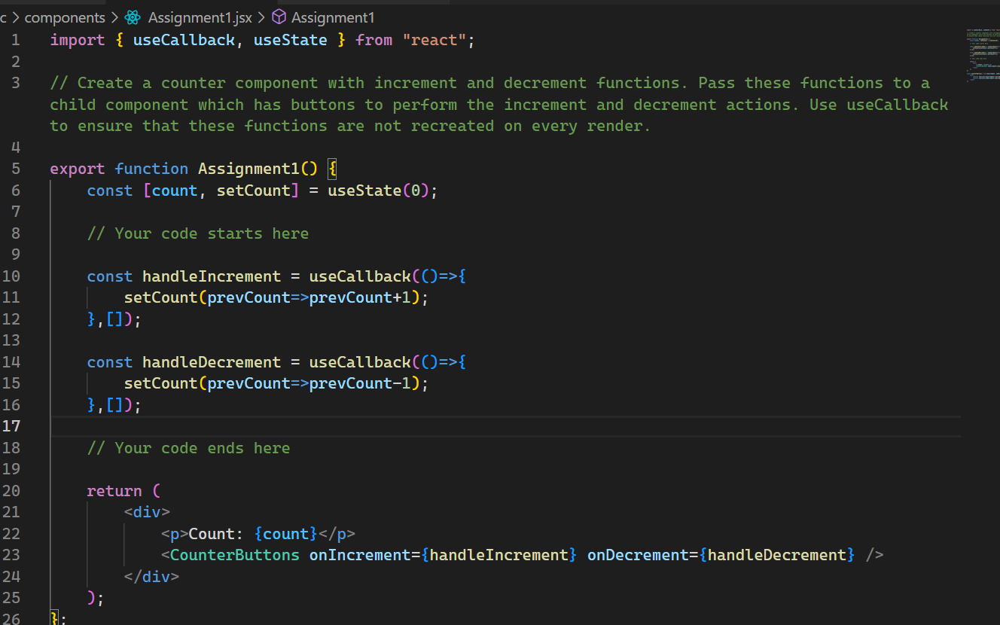 c > components > Assignment1.jsx > Assignment1
1 import { useCallback, useState } from "react";
2
3 // Create a counter component with increment and decrement functions. Pass these functions to a
child component which has buttons to perform the increment and decrement actions. Use useCallback
to ensure that these functions are not recreated on every render.
4
5 export function Assignment1() {
6 const [count, setCount] = useState(0);
7
8 // Your code starts here
9
10 const handleIncrement = useCallback(()=>{
11 setCount(prevCount=>prevCount+1);
12 },[]);
13
14 const handleDecrement = useCallback(()=>{
15 setCount(prevCount=>prevCount-1);
16 },[]);
17
18 // Your code ends here
19
20 return (
21 <div>
22 <p>Count: {count}</p>
23 <CounterButtons onIncrement={handleIncrement} onDecrement={handleDecrement} />
24 </div>
25 );
26 };